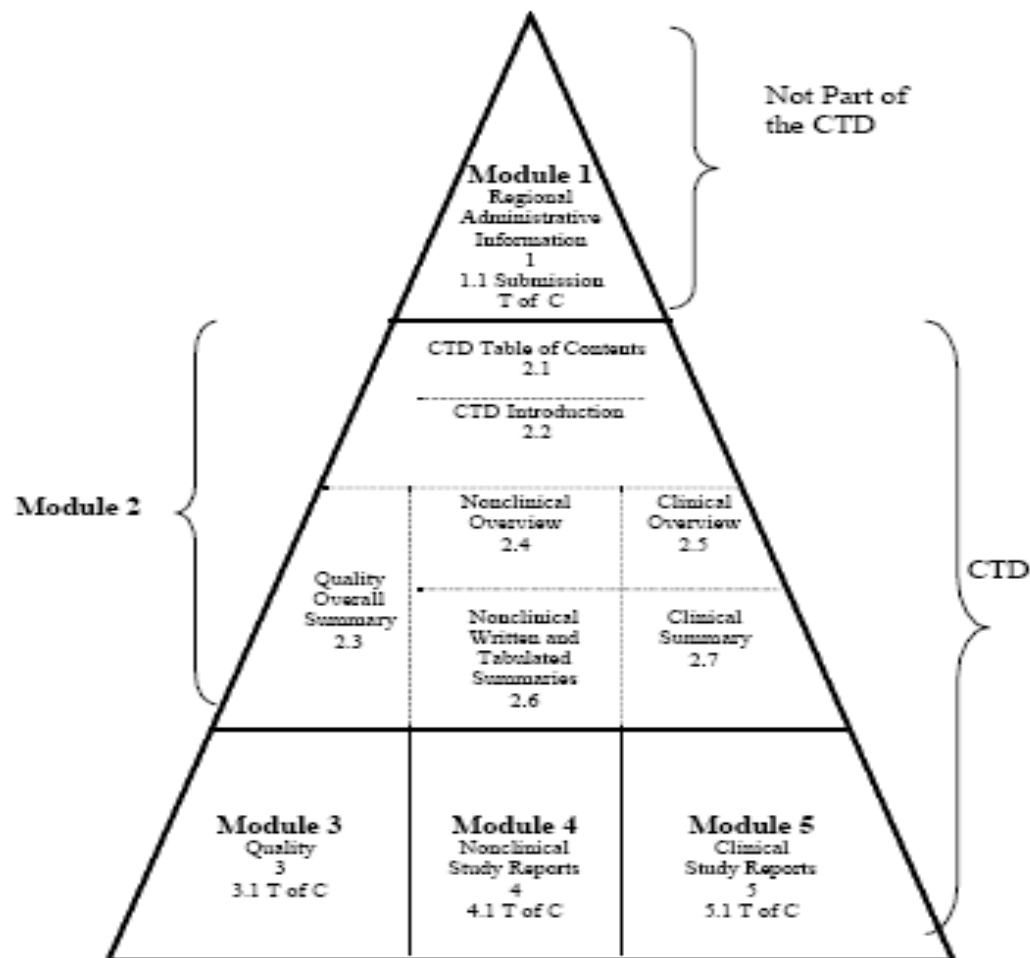 Not Part of
the CTD
Module 1
Regional
Administrative
Information
1
1.1 Submission
T of C
CTD Table of Contents
2.1
CTD Introduction
2.2
Module 2
Nonclinical
Overview
2.4
Clinical
Overview
2.5
CTD
Quality
Overall
Summary
2.3
Nonclinical
Written and
Tabulated
Summaries
2.6
Clinical
Summary
2.7
Module 3
Quality
3
3.1 T of C
Module 4
Nonclinical
Study Reports
4
4.1 T of C
Module 5
Clinical
Study Reports
5
5.1 T of C